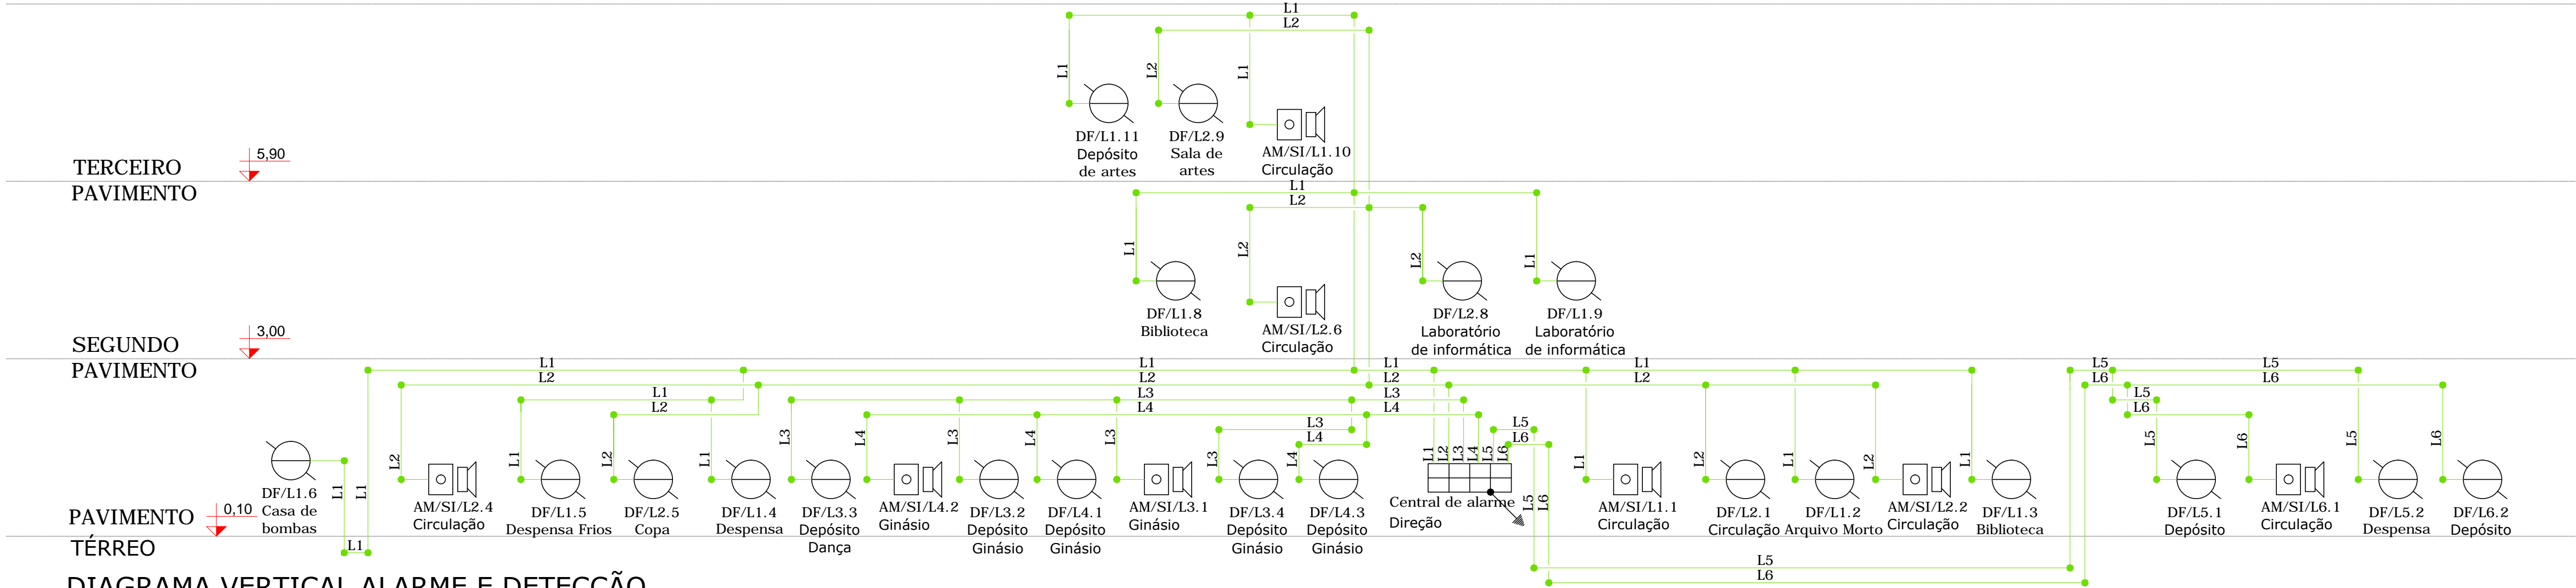 L1
L2
L1
L2
L1
DF/L1.11
Depósito
de artes
DF/L2.9
Sala de
artes
AM/SI/L1.10
Circulação
TERCEIRO
PAVIMENTO
5,90
L1
L2
L1
L2
L2
L1
DF/L1.8
Biblioteca
AM/SI/L2.6
Circulação
DF/L2.8
Laboratório
de informática
DF/L1.9
Laboratório
de informática
SEGUNDO
PAVIMENTO
3,00
L1
L2
L1
L2
L1
L2
L1
L2
L5
L6
L5
L6
L1
L2
L3
L4
L3
L4
L3
L4
L5
L6
L5
L6
L1
L1
L2
L1
L2
L1
L3
L4
L3
L4
L3
L3
L4
L1
L2
L3
L4
L5
L6
L5
L6
L1
L2
L1
L2
L1
L5
L6
L5
L6
DF/L1.6
Casa de
bombas
AM/SI/L2.4
Circulação
DF/L1.5
Despensa Frios
DF/L2.5
Copa
DF/L1.4
Despensa
DF/L3.3
Depósito
Dança
AM/SI/L4.2
Ginásio
DF/L3.2
Depósito
Ginásio
DF/L4.1
Depósito
Ginásio
AM/SI/L3.1
Ginásio
DF/L3.4
Depósito
Ginásio
DF/L4.3
Depósito
Ginásio
Central de alarme
Direção
AM/SI/L1.1
Circulação
DF/L2.1
Circulação
DF/L1.2
Arquivo Morto
AM/SI/L2.2
Circulação
DF/L1.3
Biblioteca
DF/L5.1
Depósito
AM/SI/L6.1
Circulação
DF/L5.2
Despensa
DF/L6.2
Depósito
PAVIMENTO
TÉRREO
0,10
L1
L5
L6
DIAGRAMA VERTICAL ALARME E DETECÇÃO